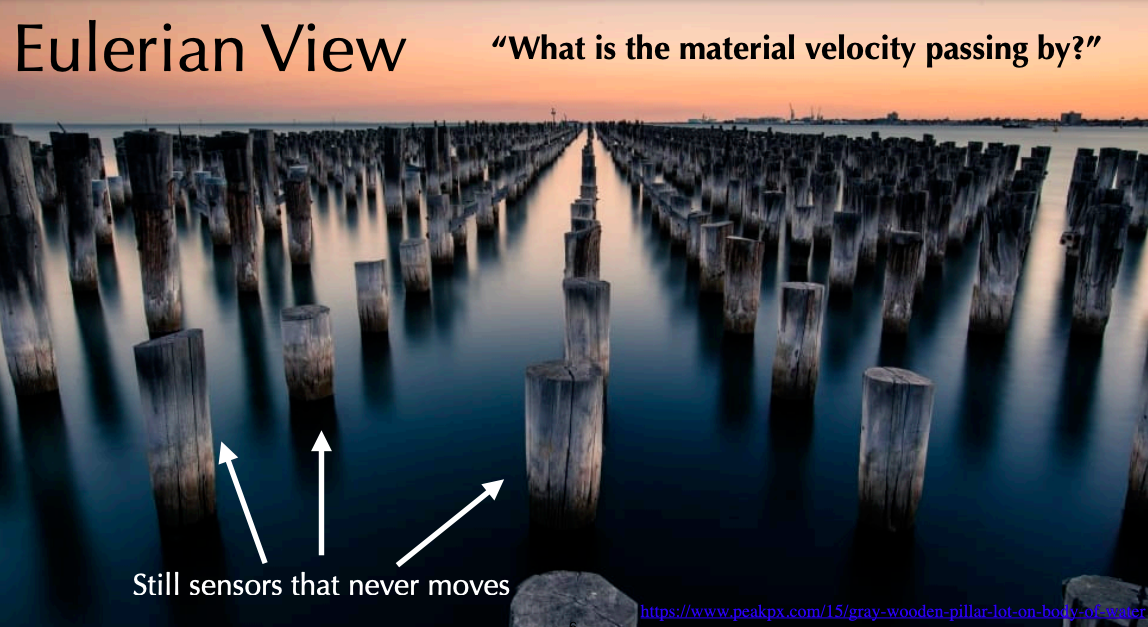 Eulerian View
“What is the material velocity passing by?”
Still sensors that never moves
https://www.peakpx.com/15/gray-wooden-pillar-lot-on-body-of-water
6